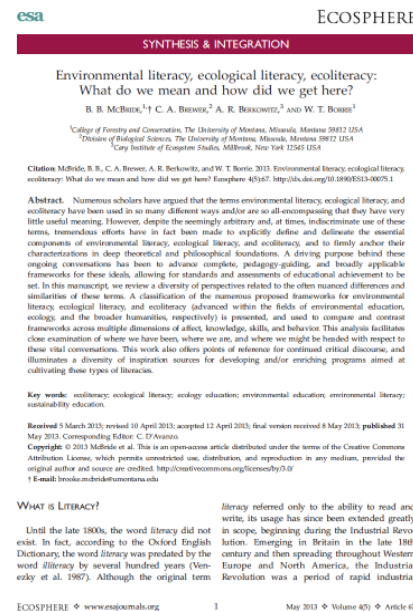 esa
ECOSPHERE
SYNTHESIS & INTEGRATION
Environmental literacy, ecological literacy, ecoliteracy:
What do we mean and how did we get here?
B. B. McBride,1,† C. A. Brewer,2 A. R. Berkowitz,3 and W. T. Borrie1
1College of Forestry and Conservation, The University of Montana, Missoula, Montana 59812 USA
2Division of Biological Sciences, The University of Montana, Missoula, Montana 59812 USA
3Cary Institute of Ecosystem Studies, Millbrook, New York 12545 USA
Citation: McBride, B. B., C. A. Brewer, A. R. Berkowitz, and W. T. Borrie. 2013. Environmental literacy, ecological literacy,
ecoliteracy: What do we mean and how did we get here? Ecosphere 4(5):67. http://dx.doi.org/10.1890/ES13-00075.1
Abstract. Numerous scholars have argued that the terms environmental literacy, ecological literacy, and
ecoliteracy have been used in so many different ways and/or are so all-encompassing that they have very
little useful meaning. However, despite the seemingly arbitrary and, at times, indiscriminate use of these
terms, tremendous efforts have in fact been made to explicitly define and delineate the essential
components of environmental literacy, ecological literacy, and ecoliteracy, and to firmly anchor their
characterizations in deep theoretical and philosophical foundations. A driving purpose behind these
ongoing conversations has been to advance complete, pedagogy-guiding, and broadly applicable
frameworks for these ideals, allowing for standards and assessments of educational achievement to be
set. In this manuscript, we review a diversity of perspectives related to the often nuanced differences and
similarities of these terms. A classification of the numerous proposed frameworks for environmental
literacy, ecological literacy, and ecoliteracy (advanced within the fields of environmental education,
ecology, and the broader humanities, respectively) is presented, and used to compare and contrast
frameworks across multiple dimensions of affect, knowledge, skills, and behavior. This analysis facilitates
close examination of where we have been, where we are, and where we might be headed with respect to
these vital conversations. This work also offers points of reference for continued critical discourse, and
illuminates a diversity of inspiration sources for developing and/or enriching programs aimed at
cultivating these types of literacies.
Key words: ecoliteracy; ecological literacy; ecology education; environmental education; environmental literacy;
sustainability education.
Received 5 March 2013; revised 10 April 2013; accepted 12 April 2013; final version received 8 May 2013; published 31
May 2013. Corresponding Editor: C. D'Avanzo.
Copyright: © 2013 McBride et al. This is an open-access article distributed under the terms of the Creative Commons
Attribution License, which permits unrestricted use, distribution, and reproduction in any medium, provided the
original author and source are credited. http://creativecommons.org/licenses/by/3.0/
† E-mail: brooke.mcbride@umontana.edu
WHAT IS LITERACY?
Until the late 1800s, the word literacy did not
exist. In fact, according to the Oxford English
Dictionary, the word literacy was predated by the
word illiteracy by several hundred years (Ven-
ezky et al. 1987). Although the original term
literacy referred only to the ability to read and
write, its usage has since been extended greatly
in scope, beginning during the Industrial Revo-
lution. Emerging in Britain in the late 18th
century and then spreading throughout Western
Europe and North America, the Industrial
Revolution was a period of rapid industrial
ECOSPHERE ❖ www.esajournals.org 1 May 2013 ❖ Volume 4(5) ❖ Article 67